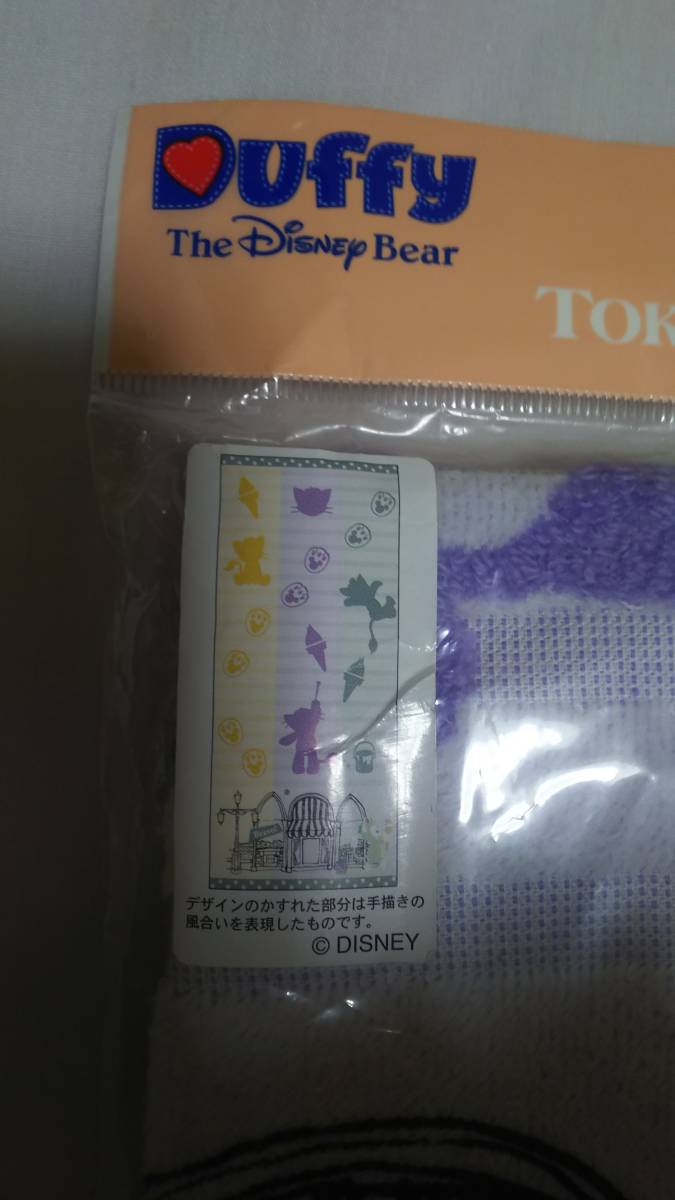 Duffy
The Disney Bear
TOK
デザインのかすれた部分は手描きの
風合いを表現したものです。
© DISNEY